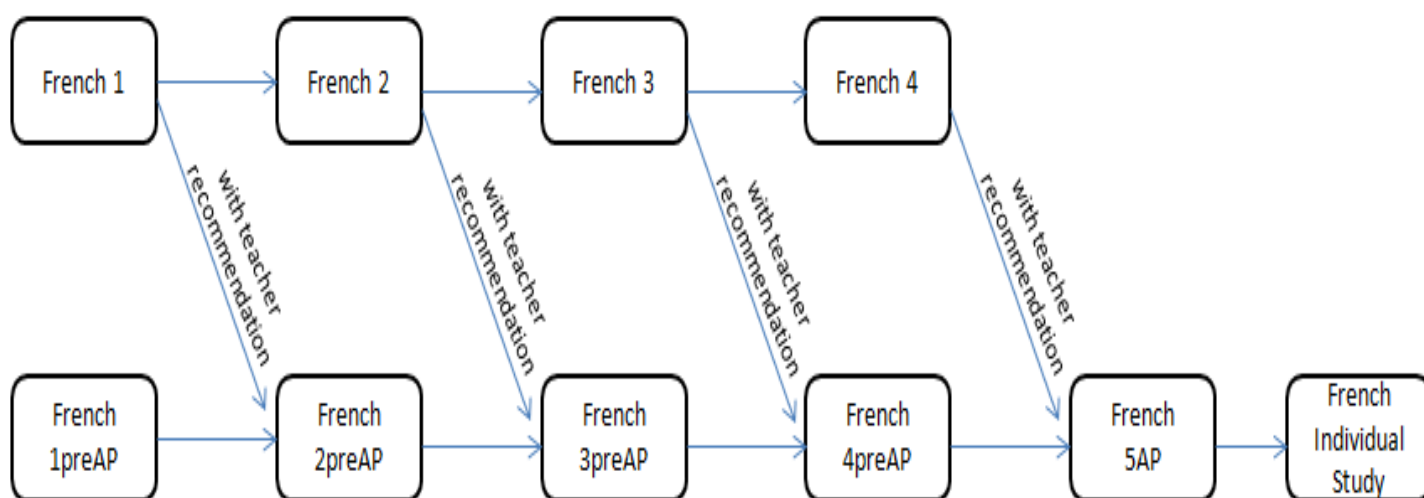 French 1
French 2
French 3
French 4
with teacher
recommendation
with teacher
recommendation
with teacher
recommendation
with teacher
recommendation
French
1preAP
French
2preAP
French
3preAP
French
4preAP
French
5AP
French
Individual
Study